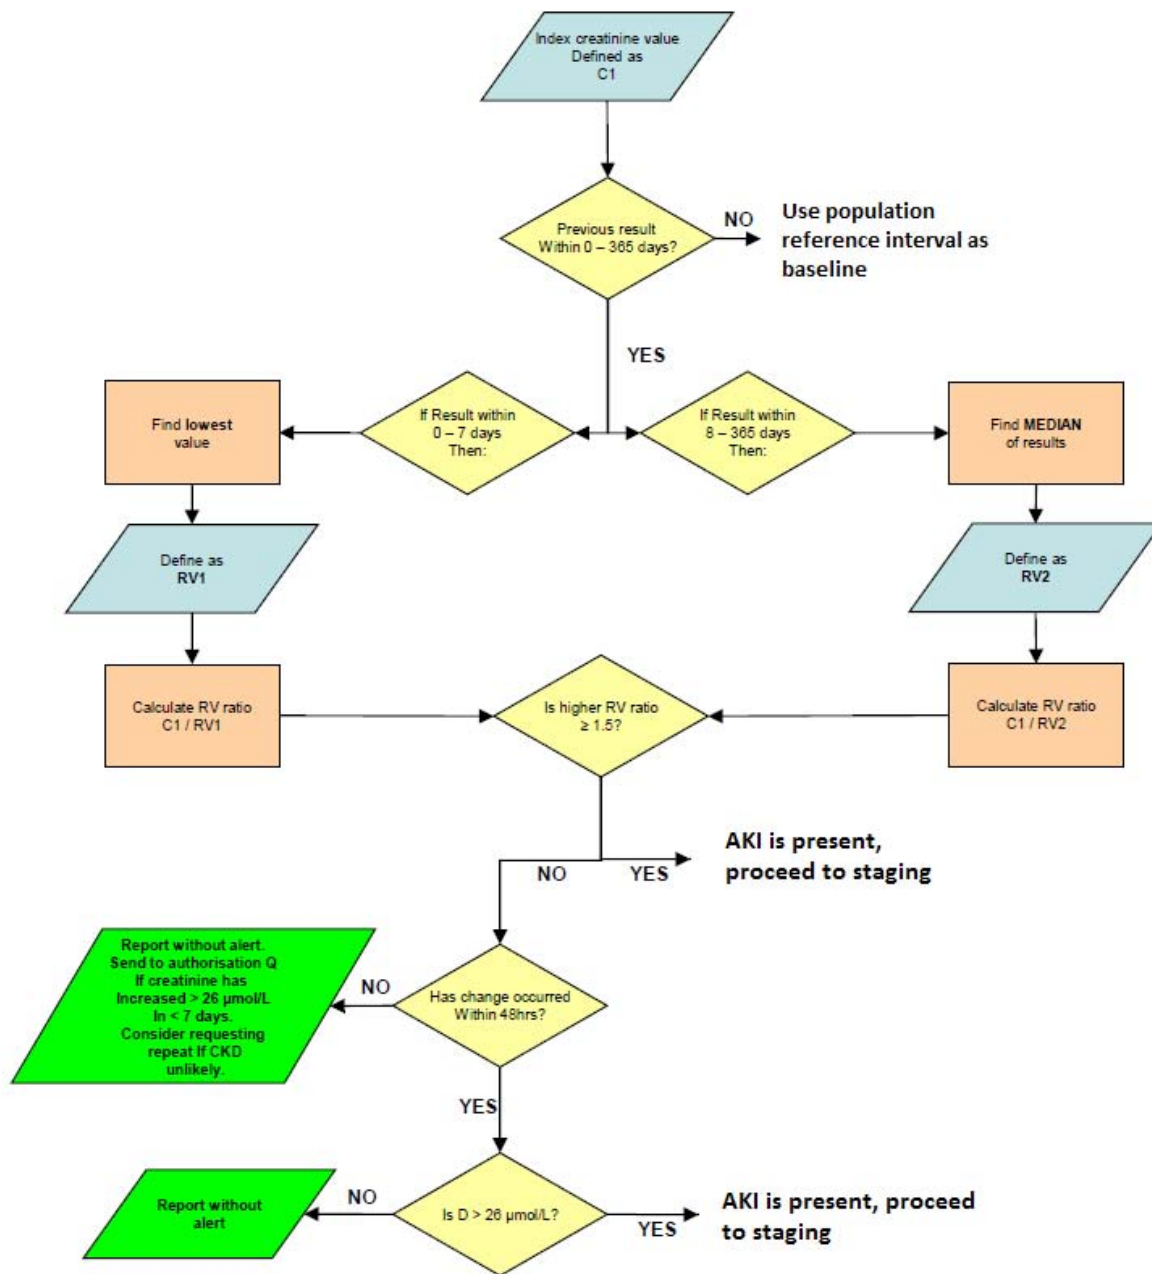 Index creatinine value
Defined as
C1
Previous result
Within 0 – 365 days?
NO
Use population
reference interval as
baseline
YES
Find lowest
value
If Result within
0 – 7 days
Then:
If Result within
8 – 365 days
Then:
Find MEDIAN
of results
Define as
RV1
Define as
RV2
Calculate RV ratio
C1 / RV1
Is higher RV ratio
≥ 1.5?
Calculate RV ratio
C1 / RV2
NO
YES
AKI is present,
proceed to staging
Report without alert.
Send to authorisation Q
If creatinine has
Increased > 26 µmol/L
In < 7 days.
Consider requesting
repeat If CKD
unlikely.
NO
Has change occurred
Within 48hrs?
YES
Report without
alert
NO
Is D > 26 µmol/L?
YES
AKI is present, proceed
to staging